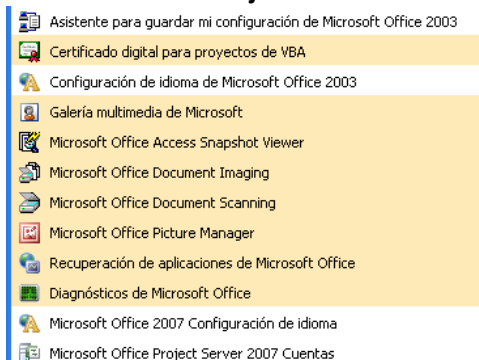 Asistente para guardar mi configuración de Microsoft Office 2003
Certificado digital para proyectos de VBA
Configuración de idioma de Microsoft Office 2003
Galería multimedia de Microsoft
Microsoft Office Access Snapshot Viewer
Microsoft Office Document Imaging
Microsoft Office Document Scanning
Microsoft Office Picture Manager
Recuperación de aplicaciones de Microsoft Office
Diagnósticos de Microsoft Office
Microsoft Office 2007 Configuración de idioma
Microsoft Office Project Server 2007 Cuentas